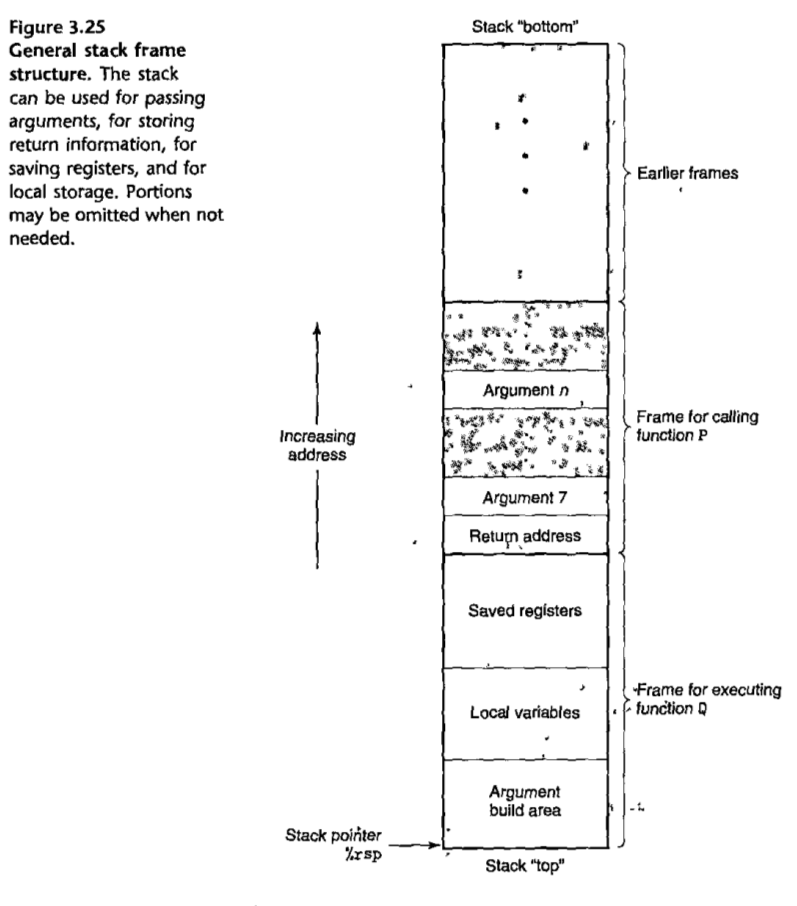 Figure 3.25
General stack frame
structure. The stack
can be used for passing
arguments, for storing
return information, for
saving registers, and for
local storage. Portions
may be omitted when not
needed.
Stack "bottom"
Earlier frames
Argument n
Increasing
address
Frame for calling
function P
Argument 7
Return address
Saved registers
Local variables
Frame for executing
function Q
Argument
build area
Stack pointer
%rsp
Stack "top"